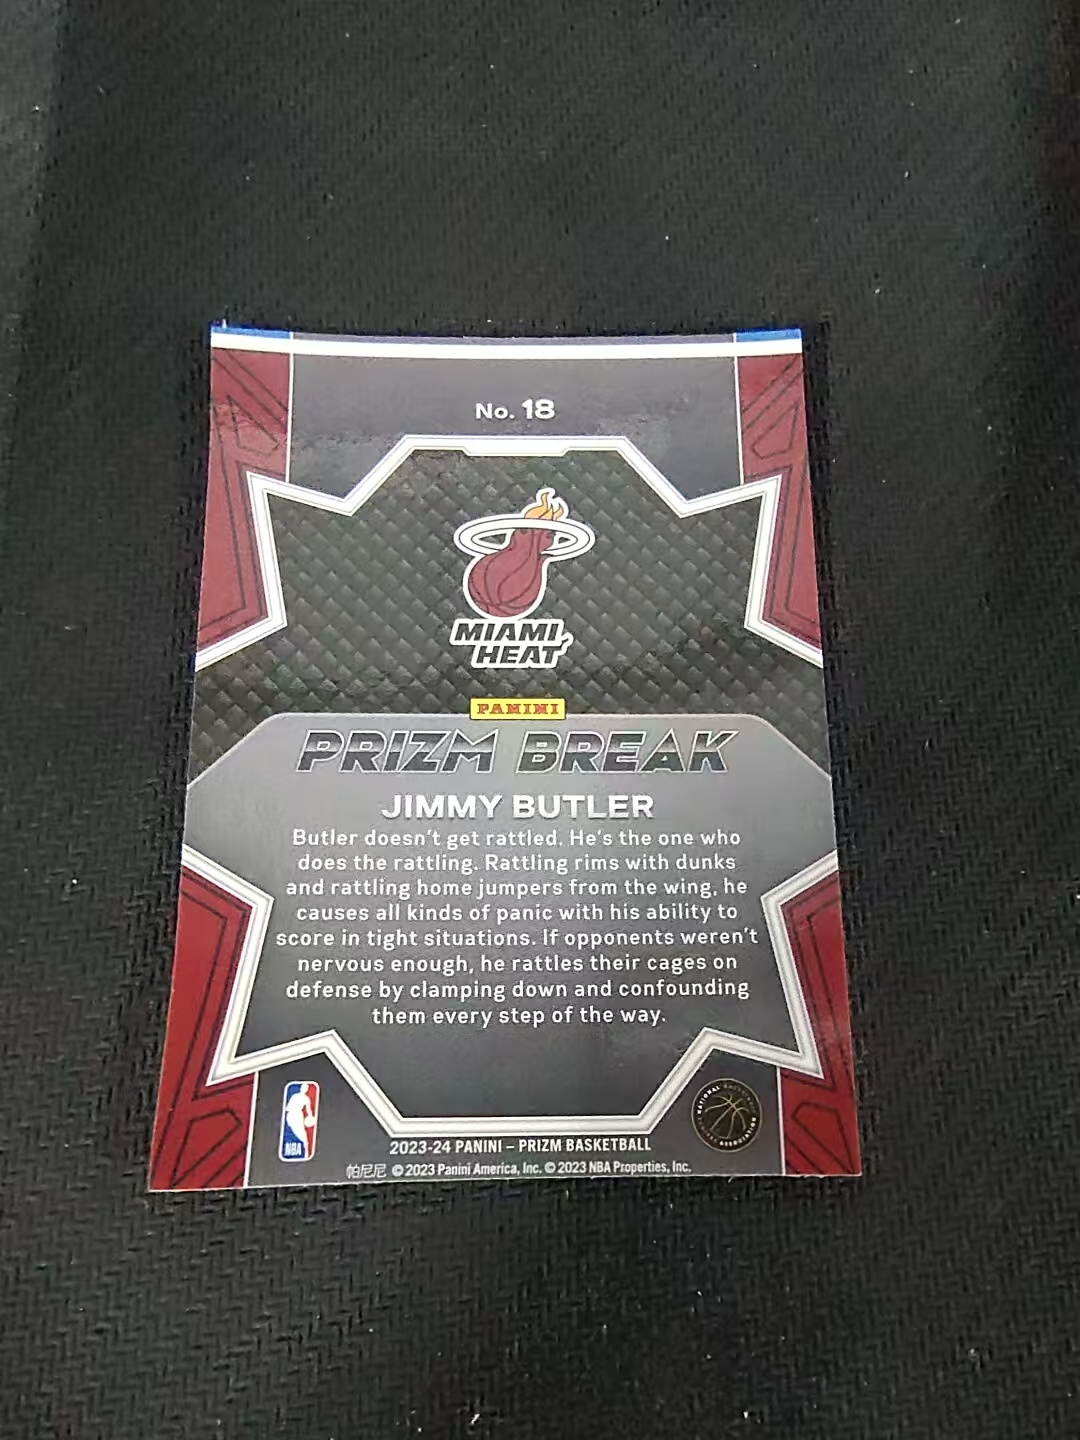 No. 18
MIAMI
HEAT
PANINI
PRIZM BREAK
JIMMY BUTLER
Butler doesn't get rattled. He's the one who
does the rattling. Rattling rims with dunks
and rattling home jumpers from the wing, he
causes all kinds of panic with his ability to
score in tight situations. If opponents weren't
nervous enough, he rattles their cages on
defense by clamping down and confounding
them every step of the way.
NBA
NATIONAL BASKETBALL ASSOCIATION
2023-24 PANINI – PRIZM BASKETBALL
帕尼尼 © 2023 Panini America, Inc. © 2023 NBA Properties, Inc.